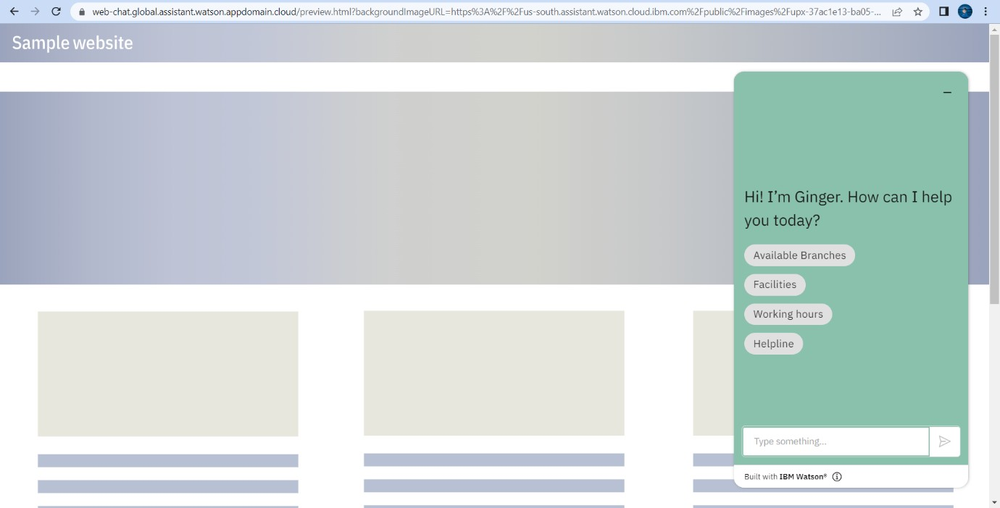 web-chat.global.assistant.watson.appdomain.cloud/preview.html?backgroundImageURL=https%3A%2F%2Fus-south.assistant.watson.cloud.ibm.com%2Fpublic%2Fimages%2Fupx-37ac1e13-ba05-...
Sample website
Hi! I’m Ginger. How can I help
you today?
Available Branches
Facilities
Working hours
Helpline
Type something...
Built with IBM Watson®